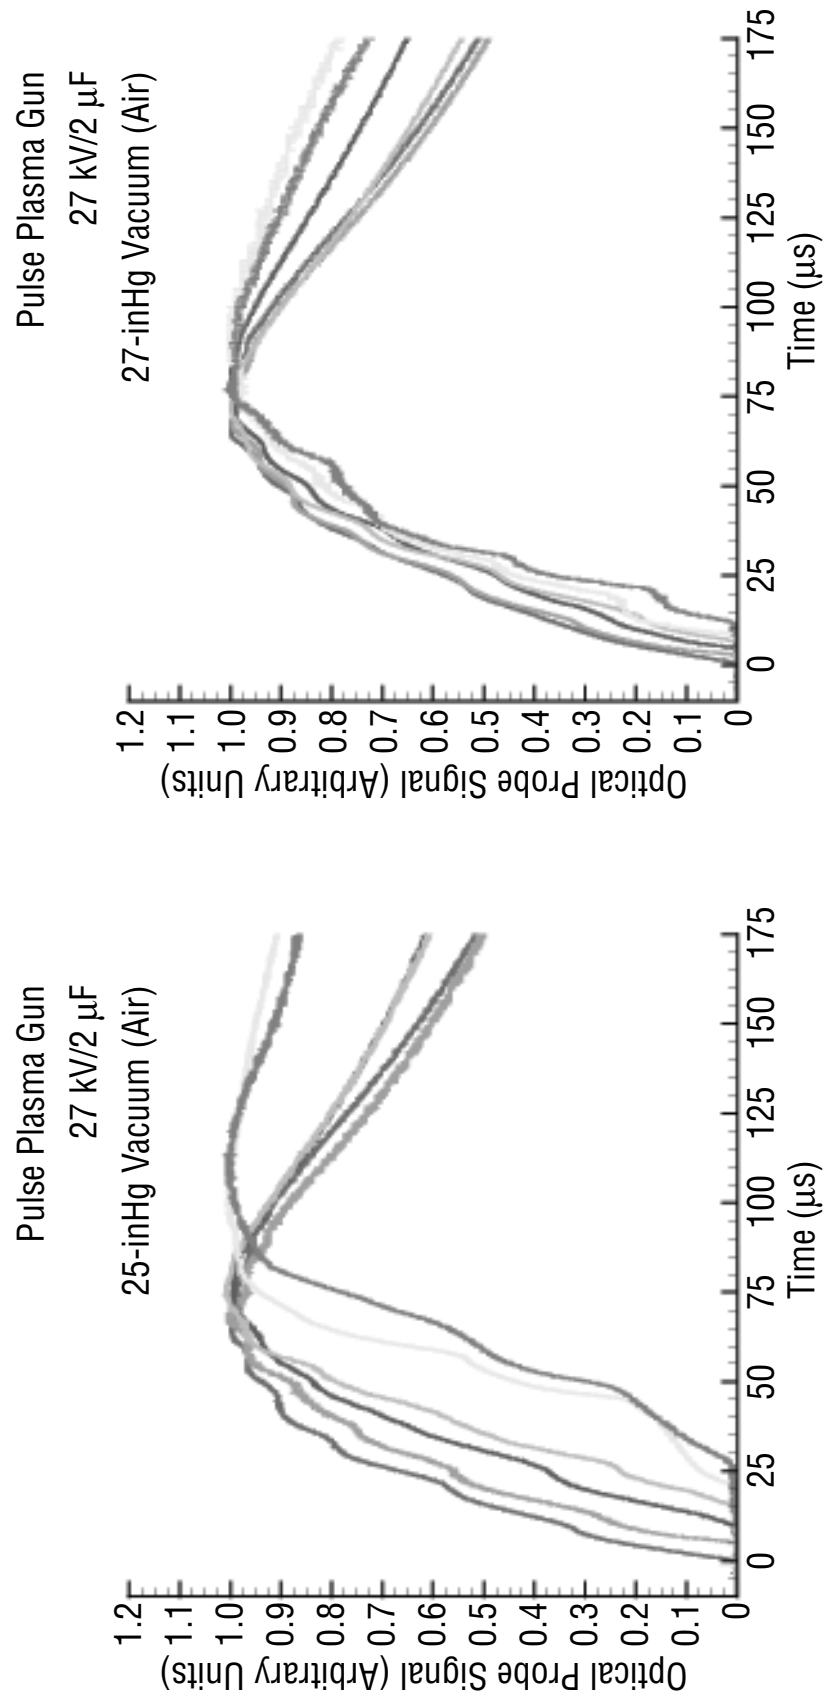 Pulse Plasma Gun
27 kV/2 μF
25-inHg Vacuum (Air)
Optical Probe Signal (Arbitrary Units)
1.2
1.1
1.0
0.9
0.8
0.7
0.6
0.5
0.4
0.3
0.2
0.1
0
0 25 50 75 100 125 150 175
Time (μs)
Pulse Plasma Gun
27 kV/2 μF
27-inHg Vacuum (Air)
Optical Probe Signal (Arbitrary Units)
1.2
1.1
1.0
0.9
0.8
0.7
0.6
0.5
0.4
0.3
0.2
0.1
0
0 25 50 75 100 125 150 175
Time (μs)